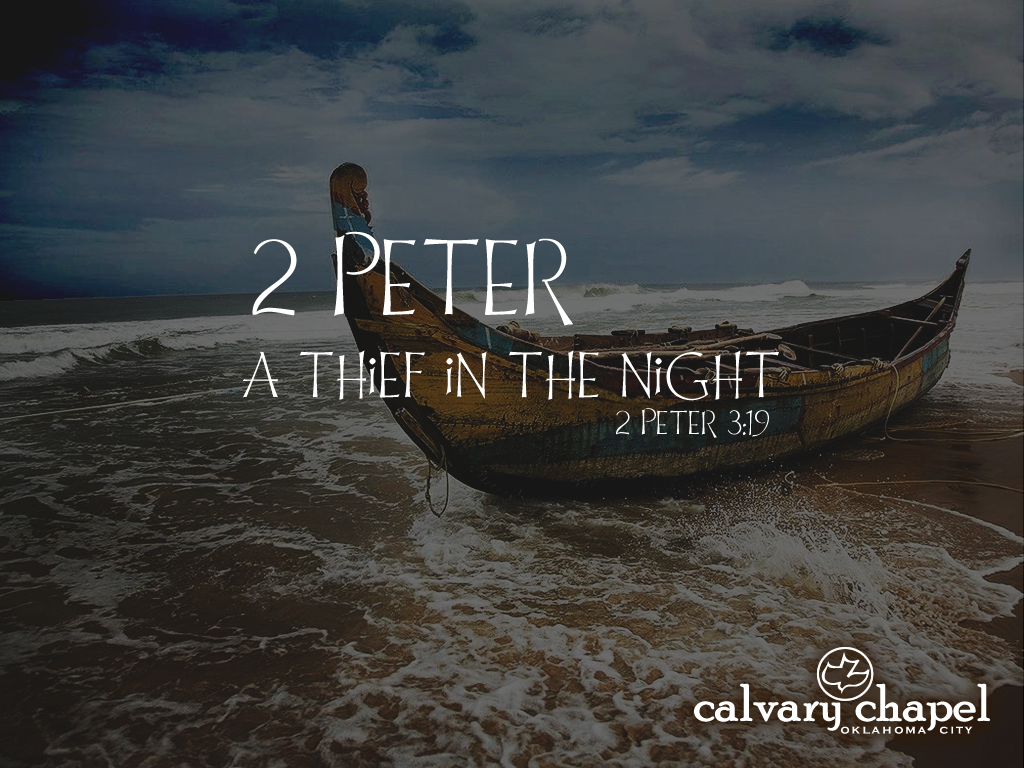 2 PETER
A THiEF iN THE NiGHT
2 PETER 3:19
calvary chapel
OKLAHOMA CITY